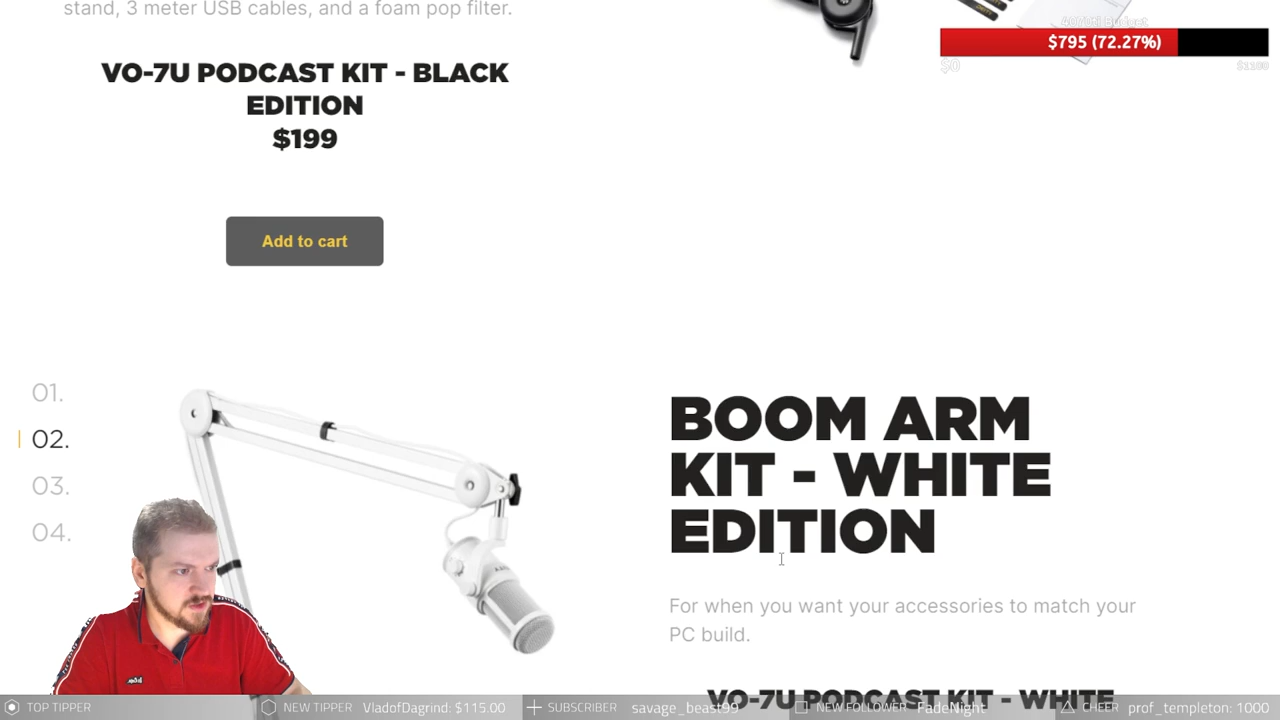 stand, 3 meter USB cables, and a foam pop filter.
VO-7U PODCAST KIT - BLACK
EDITION
$199
Add to cart
$795 (72.27%)
$0
01.
02.
03.
04.
BOOM ARM
KIT - WHITE
EDITION
For when you want your accessories to match your
PC build.
VO-7U PODCAST KIT - WHITE
TOP TIPPER
NEW TIPPER VladofDagrind: $115.00
SUBSCRIBER savage_beast99
NEW FOLLOWER FadeNight
CHEER prof_templeton: 1000